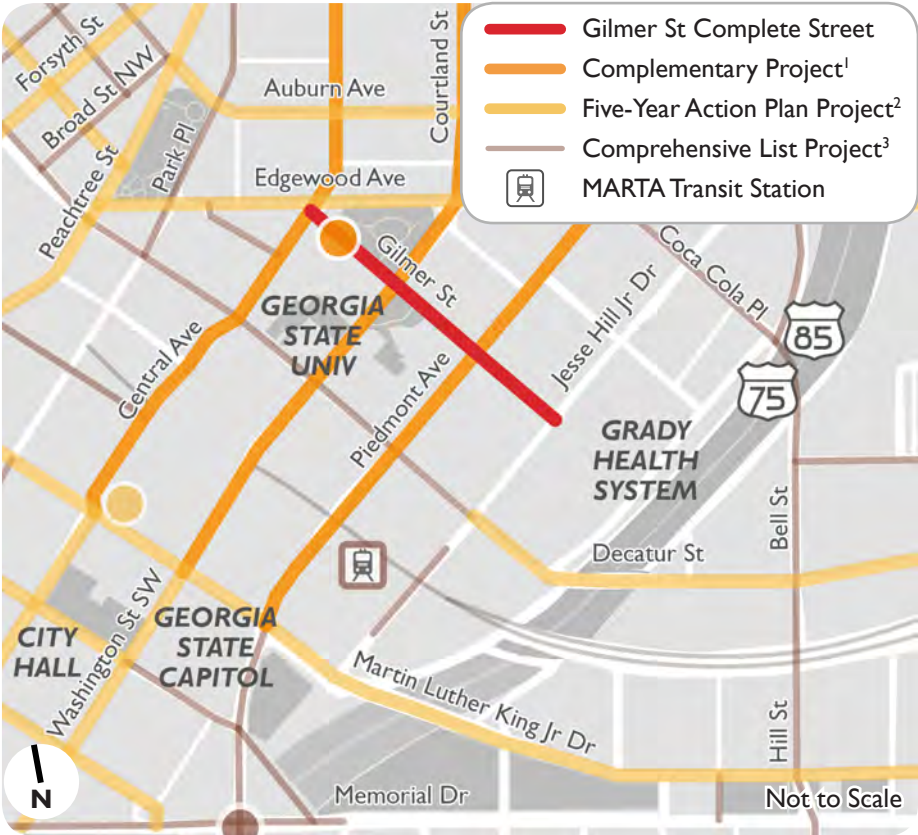 Gilmer St Complete Street
Complementary Project¹
Five-Year Action Plan Project²
Comprehensive List Project³
MARTA Transit Station
Forsyth St
Broad St NW
Peachtree St
Park Pl
Auburn Ave
Courtland St
Edgewood Ave
Gilmer St
Coca Cola Pl
Jesse Hill Jr Dr
85
75
GEORGIA
STATE
UNIV
Central Ave
Piedmont Ave
GRADY
HEALTH
SYSTEM
Bell St
Decatur St
Washington St SW
GEORGIA
STATE
CAPITOL
CITY
HALL
Martin Luther King Jr Dr
Hill St
N
Memorial Dr
Not to Scale